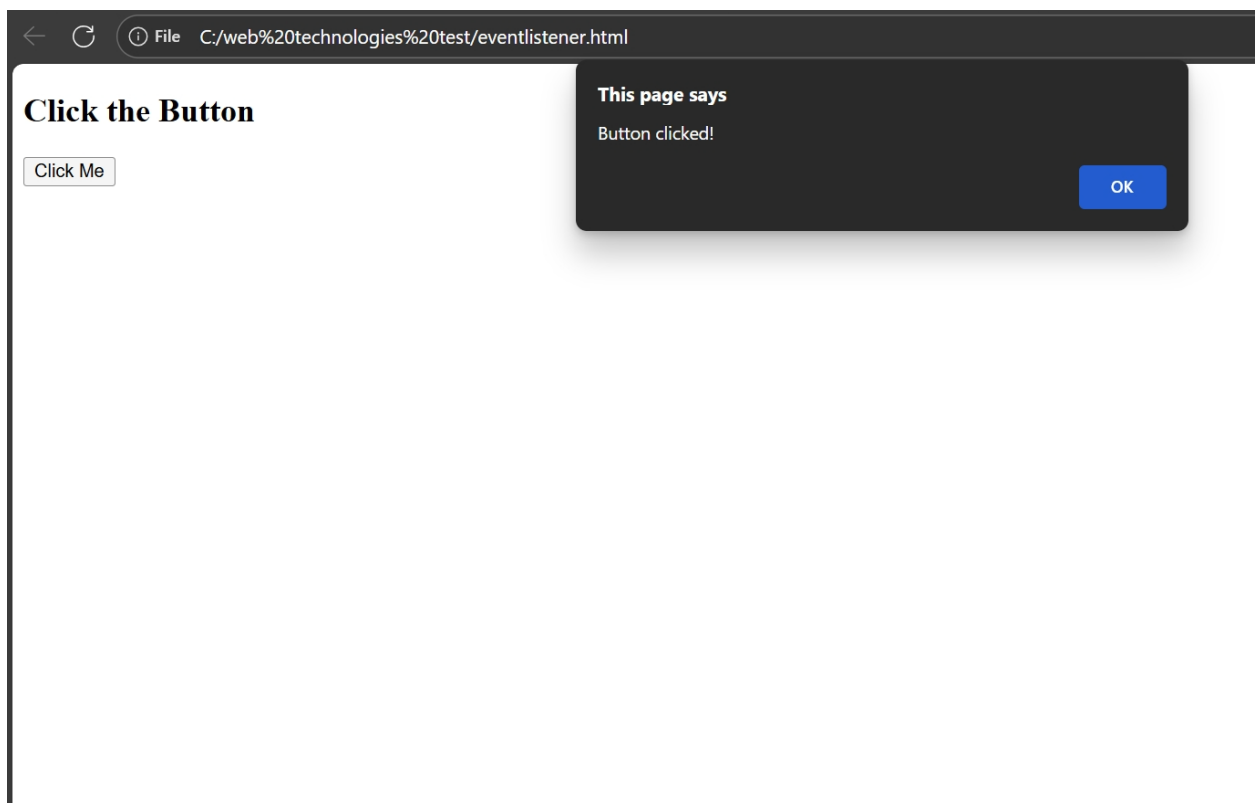 File C:/web%20technologies%20test/eventlistener.html
This page says
Button clicked!
OK
Click the Button
Click Me